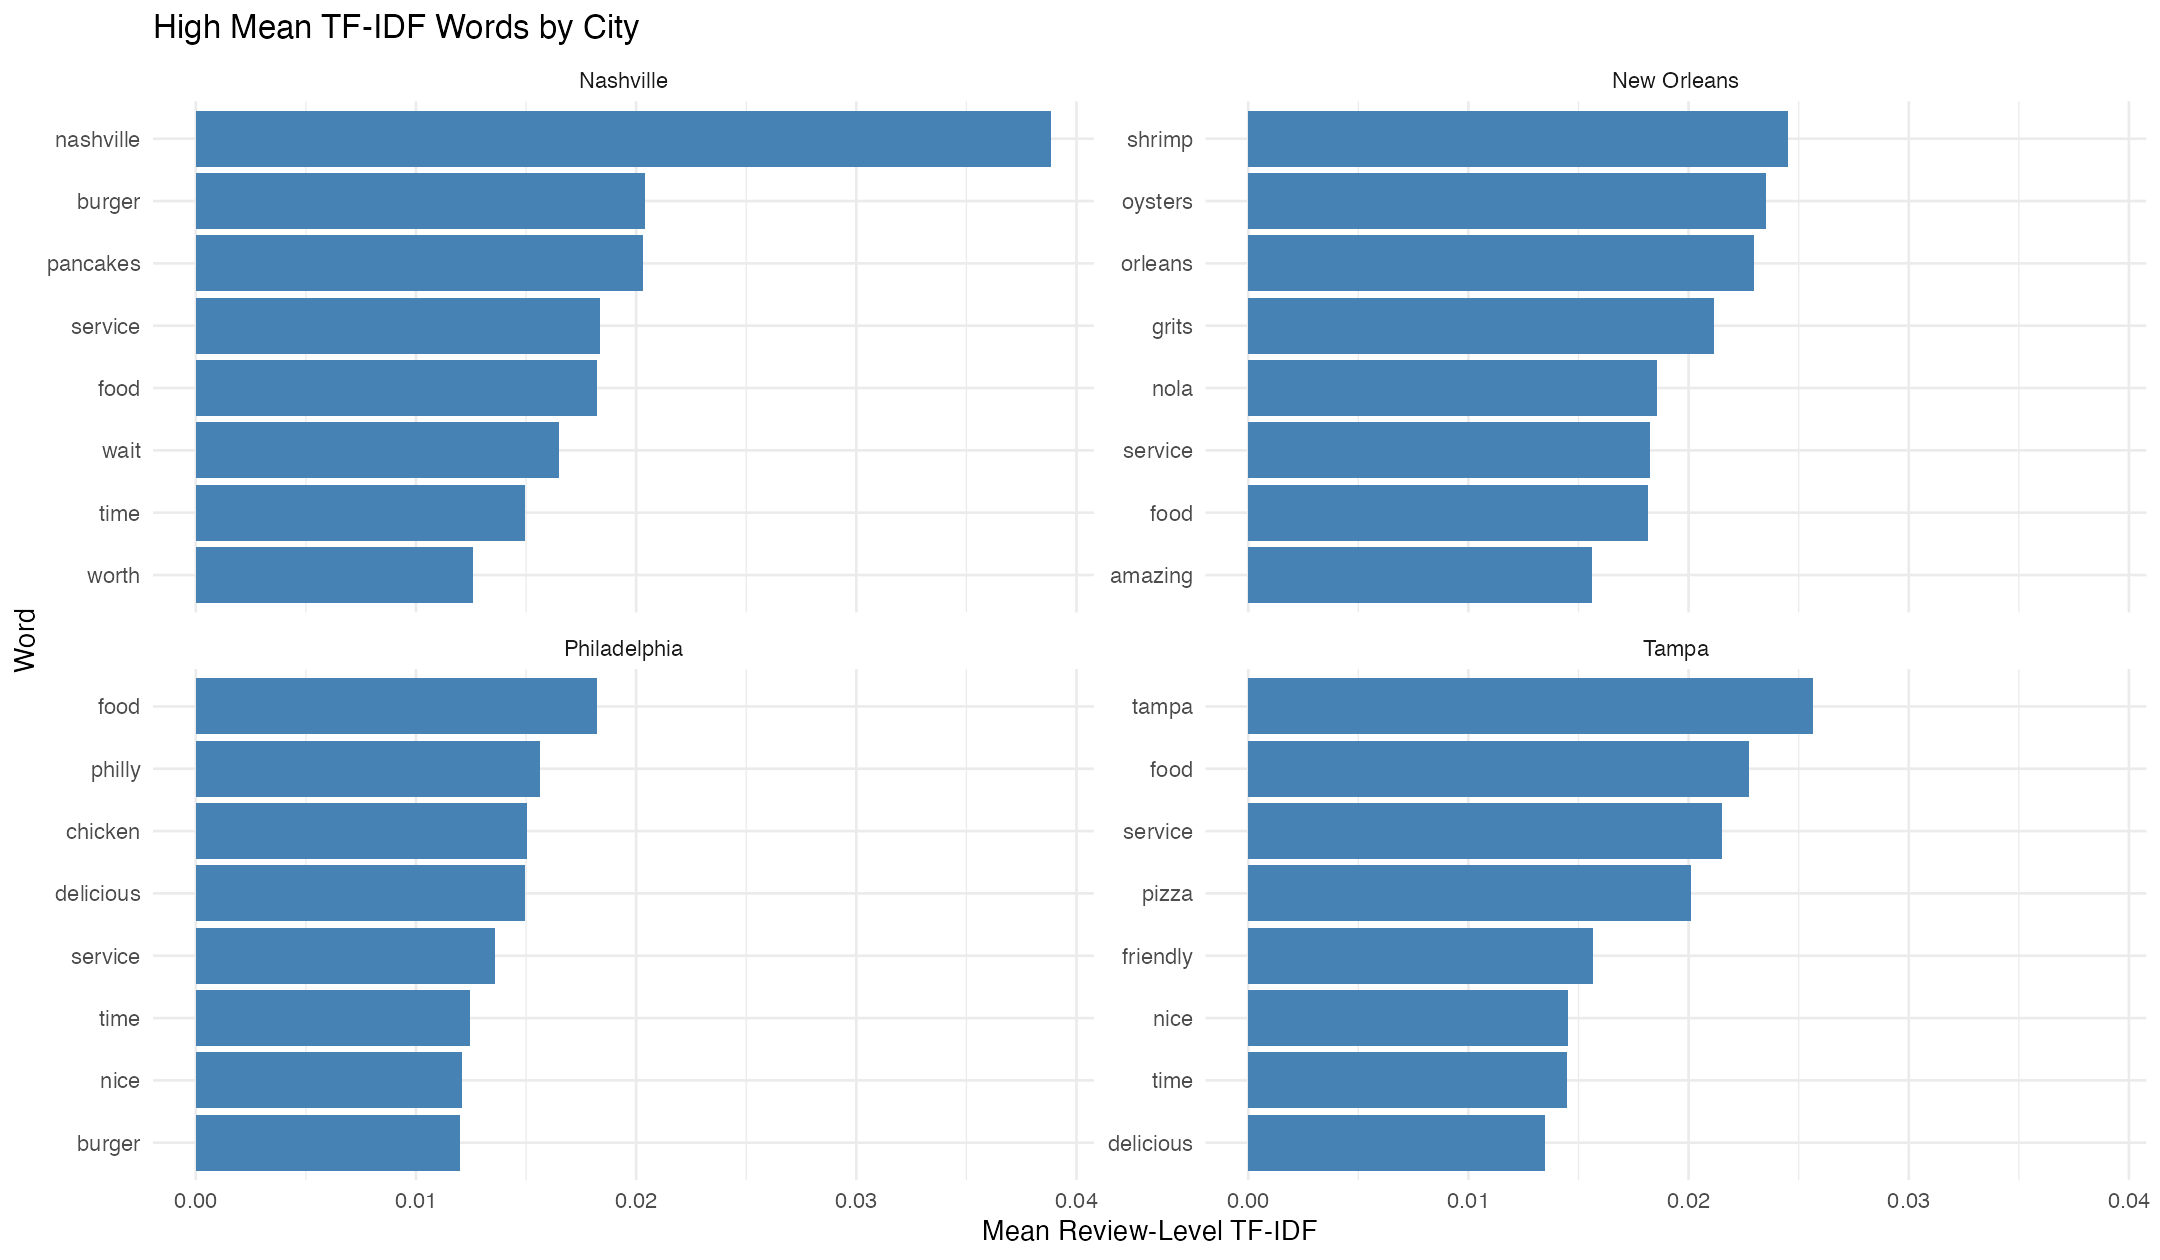 High Mean TF-IDF Words by City
Nashville
nashville
burger
pancakes
service
food
wait
time
worth
New Orleans
shrimp
oysters
orleans
grits
nola
service
food
amazing
Word
Philadelphia
food
philly
chicken
delicious
service
time
nice
burger
0.00 0.01 0.02 0.03 0.04
Tampa
tampa
food
service
pizza
friendly
nice
time
delicious
0.00 0.01 0.02 0.03 0.04
Mean Review-Level TF-IDF